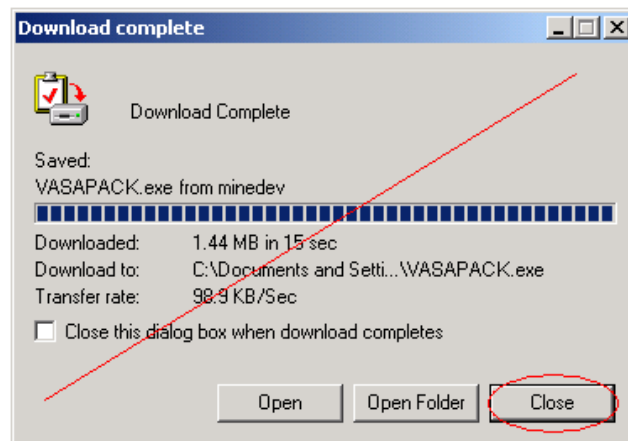 Download complete
Download Complete
Saved:
VASAPACK.exe from minedev
Downloaded: 1.44 MB in 15 sec
Download to: C:\Documents and Setti...\VASAPACK.exe
Transfer rate: 98.9 KB/Sec
Close this dialog box when download completes
Open Open Folder Close